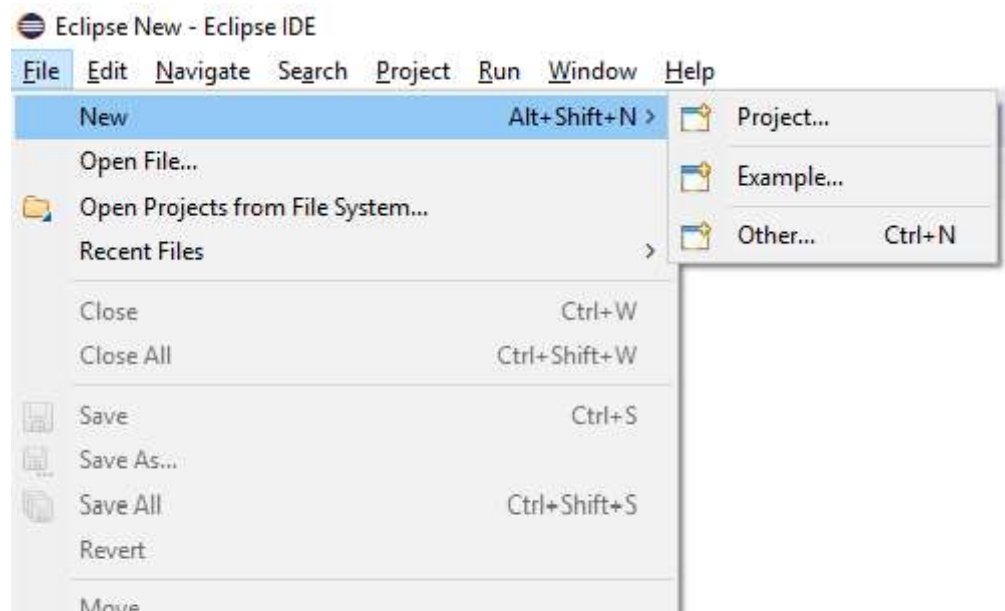 Eclipse New - Eclipse IDE
File Edit Navigate Search Project Run Window Help
New Alt+Shift+N > Project...
Open File...
Example...
Open Projects from File System...
Other... Ctrl+N
Recent Files >
Close Ctrl+W
Close All Ctrl+Shift+W
Save Ctrl+S
Save As...
Save All Ctrl+Shift+S
Revert
Move